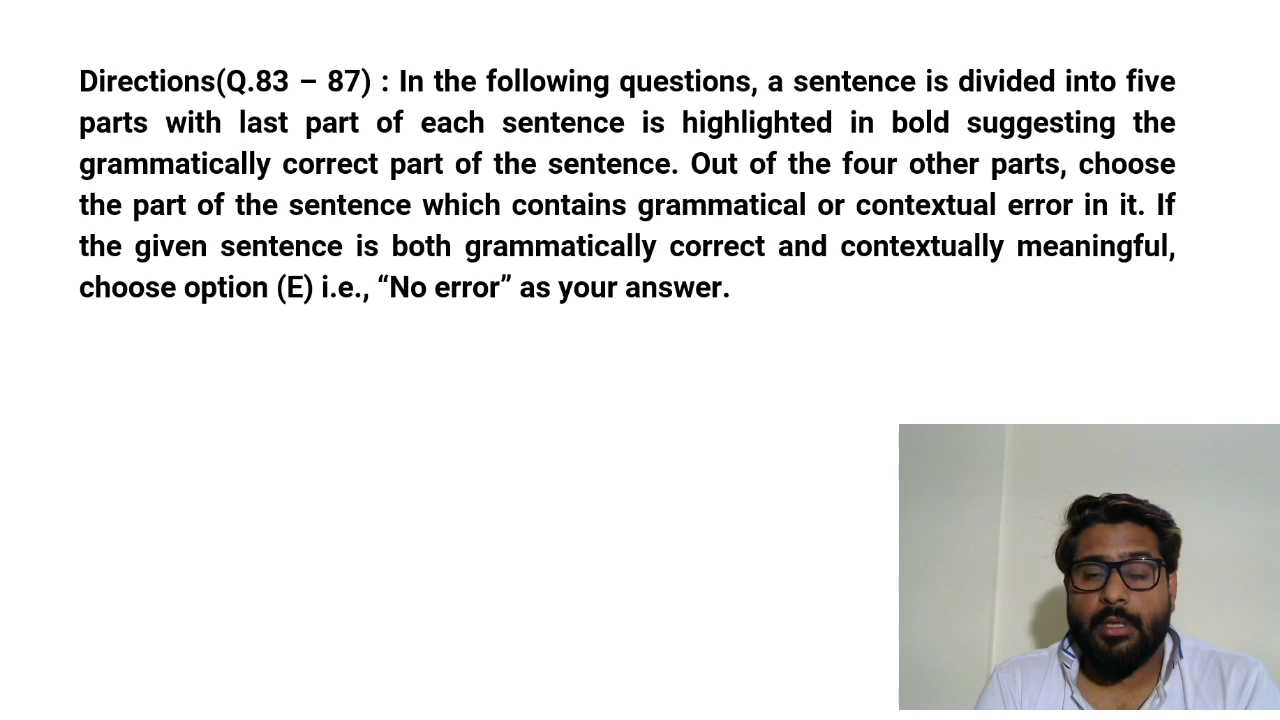 Directions(Q.83 – 87) : In the following questions, a sentence is divided into five
parts with last part of each sentence is highlighted in bold suggesting the
grammatically correct part of the sentence. Out of the four other parts, choose
the part of the sentence which contains grammatical or contextual error in it. If
the given sentence is both grammatically correct and contextually meaningful,
choose option (E) i.e., “No error” as your answer.